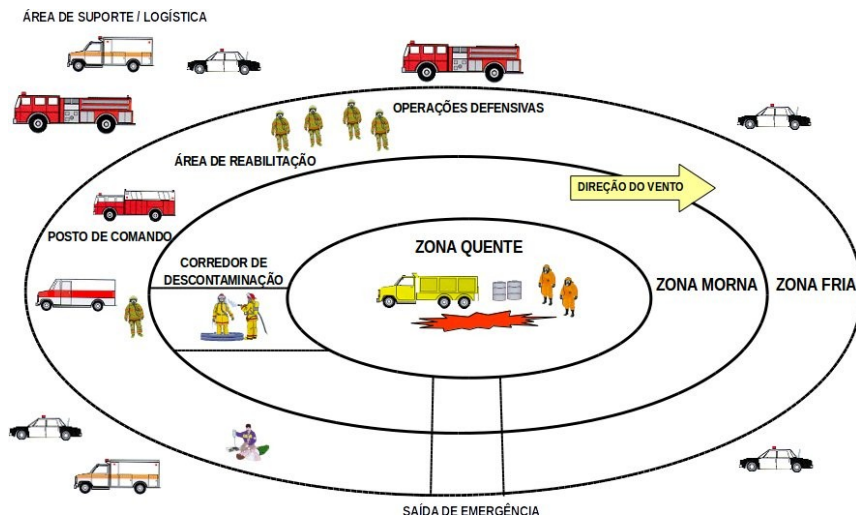 ÁREA DE SUPORTE / LOGÍSTICA
OPERAÇÕES DEFENSIVAS
ÁREA DE REABILITAÇÃO
DIREÇÃO DO VENTO
POSTO DE COMANDO
ZONA QUENTE
CORREDOR DE
DESCONTAMINAÇÃO
ZONA MORNA
ZONA FRIA
SAÍDA DE EMERGÊNCIA